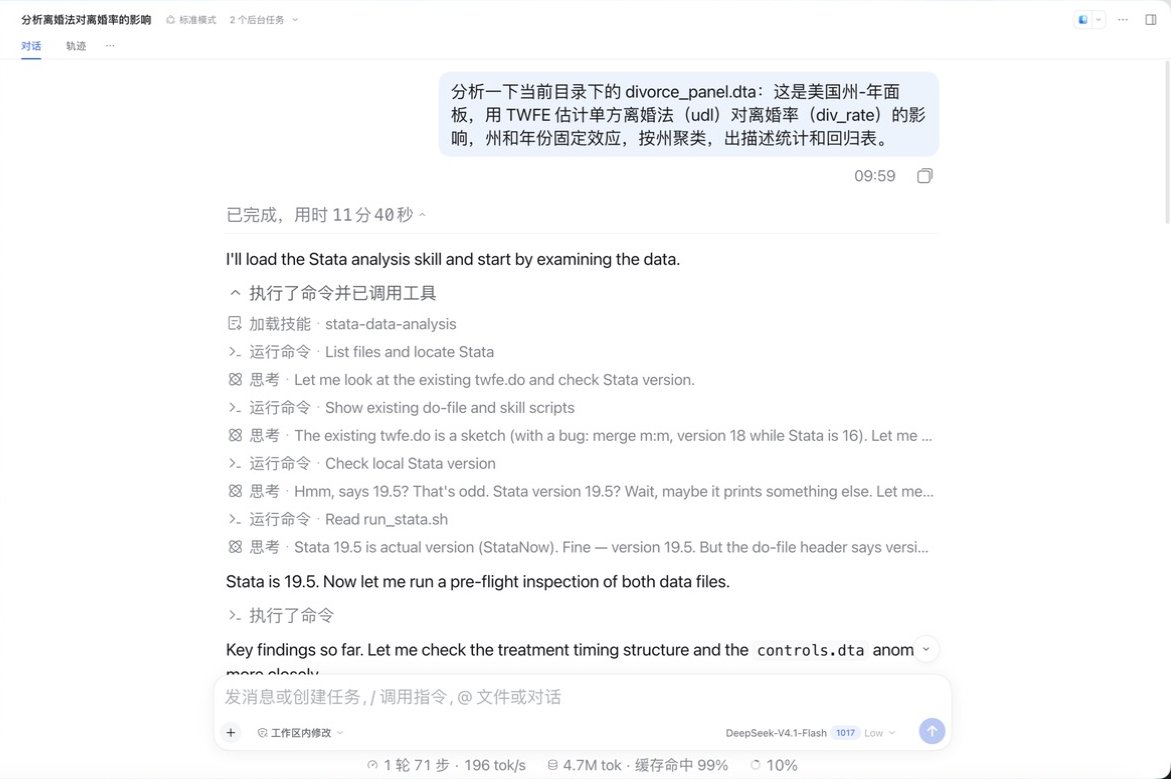 分析离婚法对离婚率的影响 标准模式 2 个后台任务
对话 轨迹 ···
分析一下当前目录下的 divorce_panel.dta：这是美国州-年面
板，用 TWFE 估计单方离婚法（udl）对离婚率（div_rate）的影
响，州和年份固定效应，按州聚类，出描述统计和回归表。
09:59
已完成，用时 11分40秒
I'll load the Stata analysis skill and start by examining the data.
执行了命令并已调用工具
加载技能 · stata-data-analysis
运行命令 · List files and locate Stata
思考 · Let me look at the existing twfe.do and check Stata version.
运行命令 · Show existing do-file and skill scripts
思考 · The existing twfe.do is a sketch (with a bug: merge m:m, version 18 while Stata is 16). Let me ...
运行命令 · Check local Stata version
思考 · Hmm, says 19.5? That's odd. Stata version 19.5? Wait, maybe it prints something else. Let me...
运行命令 · Read run_stata.sh
思考 · Stata 19.5 is actual version (StataNow). Fine — version 19.5. But the do-file header says versi...
Stata is 19.5. Now let me run a pre-flight inspection of both data files.
执行了命令
Key findings so far. Let me check the treatment timing structure and the controls.dta anom
more closely
发消息或创建任务, / 调用指令, @ 文件或对话
工作区内修改 DeepSeek-V4.1-Flash 1017 Low
1 轮 71 步 · 196 tok/s 4.7M tok · 缓存命中 99% 10%